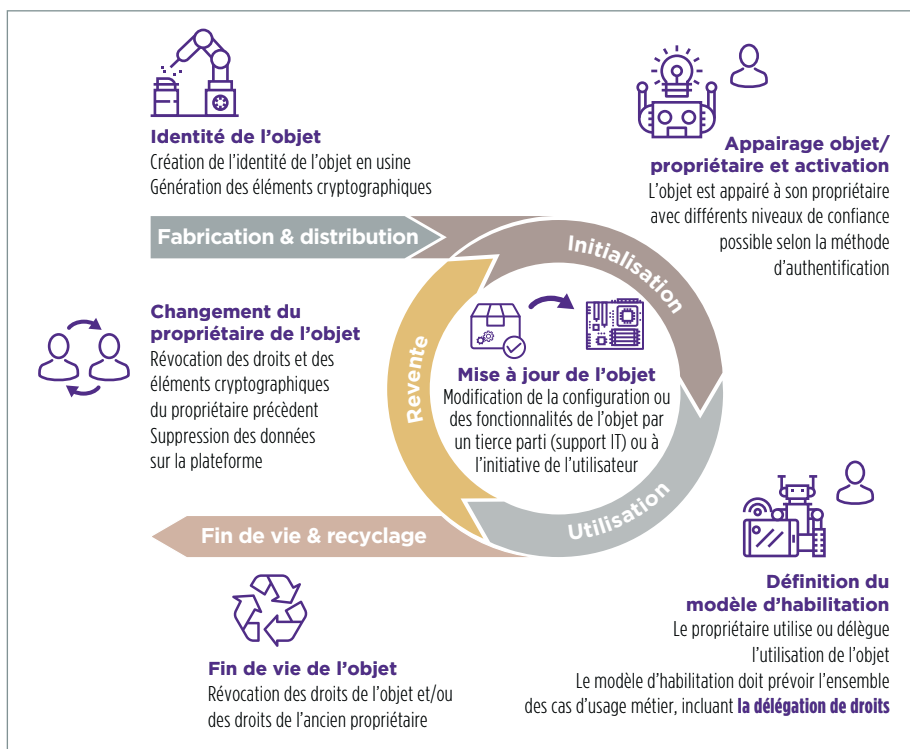 Identité de l’objet
Création de l’identité de l’objet en usine
Génération des éléments cryptographiques
Appairage objet/
propriétaire et activation
L’objet est appairé à son propriétaire
avec différents niveaux de confiance
possible selon la méthode
d’authentification
Fabrication & distribution
Initialisation
Changement du
propriétaire de l’objet
Révocation des droits et des
éléments cryptographiques
du propriétaire précèdent
Suppression des données
sur la plateforme
Revente
Mise à jour de l’objet
Modification de la configuration ou
des fonctionnalités de l’objet par
un tierce parti (support IT) ou à
l’initiative de l’utilisateur
Utilisation
Fin de vie & recyclage
Définition du
modèle d’habilitation
Le propriétaire utilise ou délègue
l’utilisation de l’objet
Le modèle d’habilitation doit prévoir l’ensemble
des cas d’usage métier, incluant la délégation de droits
Fin de vie de l’objet
Révocation des droits de l’objet et/ou
des droits de l’ancien propriétaire